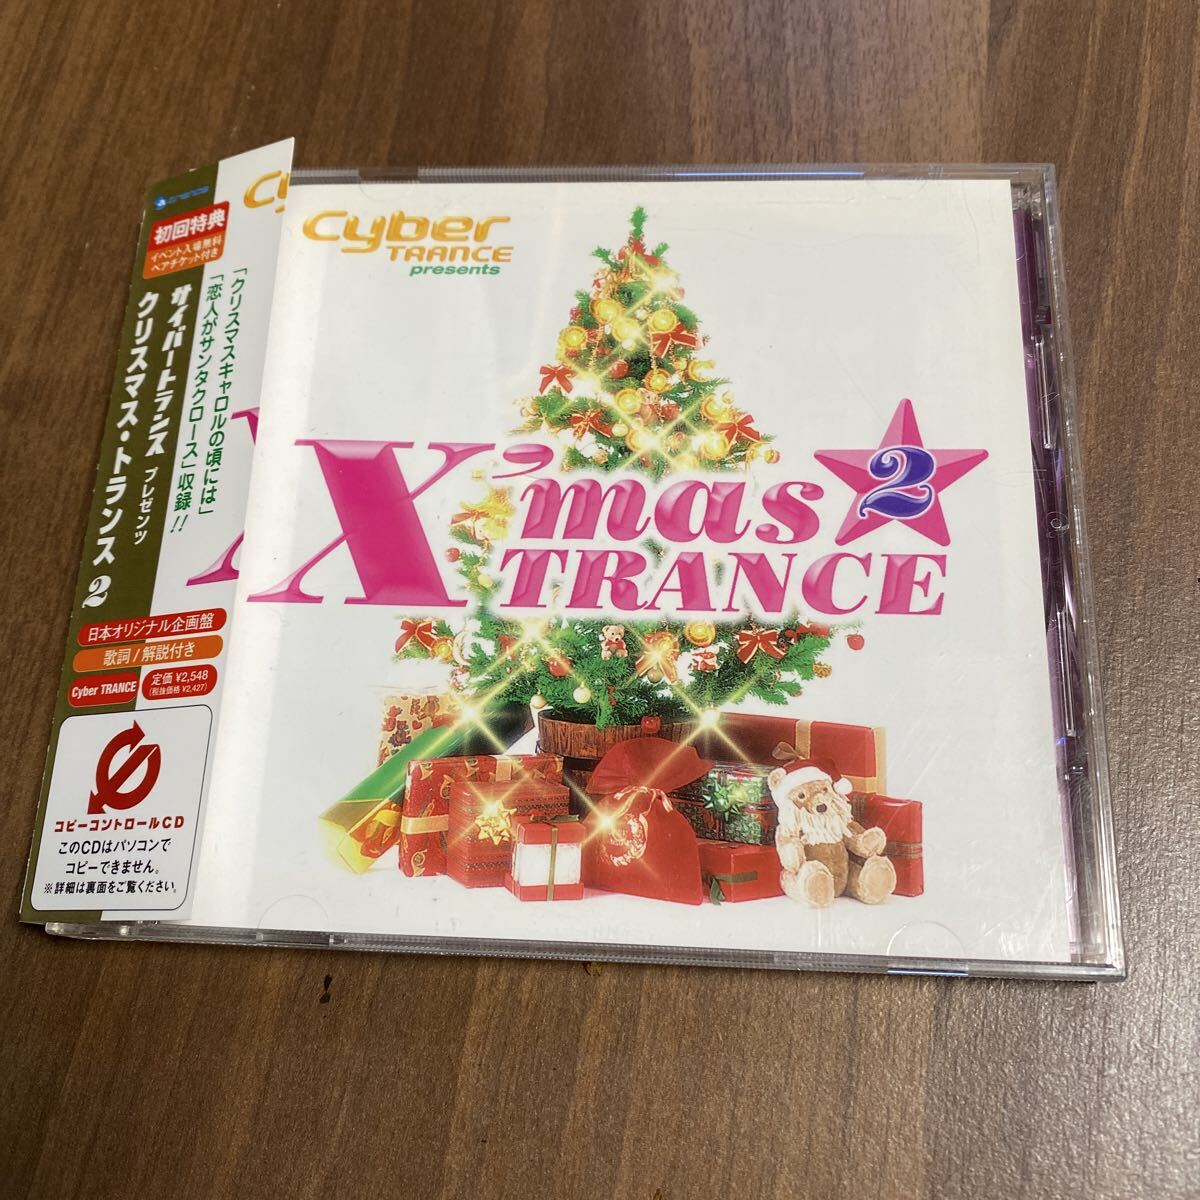 avance
初回特典
イベント入場無料
ペアチケット付き
サイバートランス プレゼンツ
クリスマス・トランス 2
「クリスマスキャロルの頃には」
「恋人がサンタクロース」収録!!
日本オリジナル企画盤
歌詞/解説付き
Cyber TRANCE
定価 ¥2,548
(税抜価格 ¥2,427)
コピーコントロールCD
このCDはパソコンで
コピーできません。
※詳細は裏面をご覧ください。
Cy
X
Cyber
TRANCE
presents
X'mas 2
TRANCE